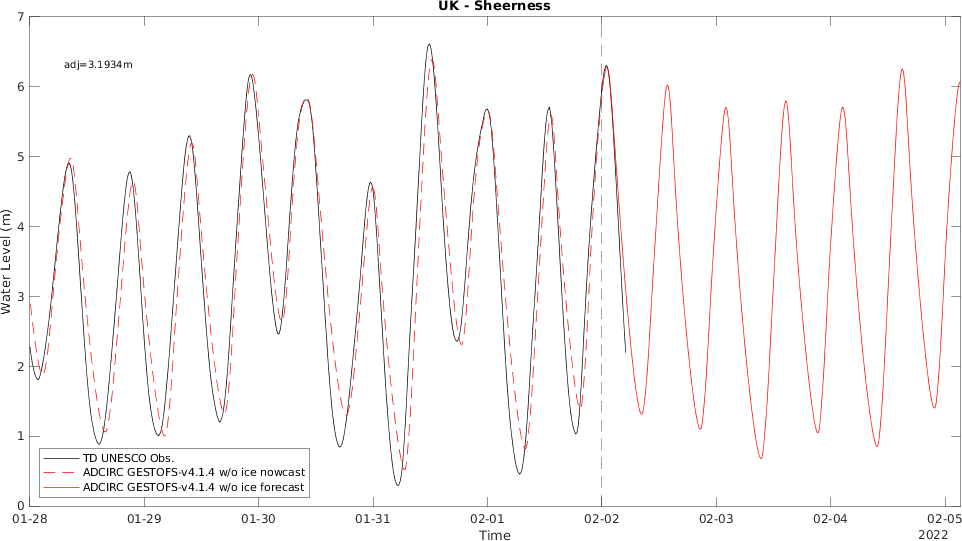 UK - Sheerness
adj=3.1934m
Water Level (m)
7
6
5
4
3
2
1
0
TD UNESCO Obs.
ADCIRC GESTOFS-v4.1.4 w/o ice nowcast
ADCIRC GESTOFS-v4.1.4 w/o ice forecast
01-28 01-29 01-30 01-31 02-01 02-02 02-03 02-04 02-05
Time
2022